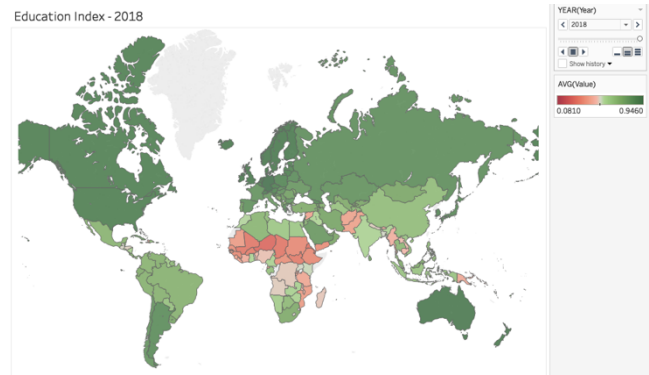 Education Index - 2018
YEAR(Year)
2018
Show history
AVG(Value)
0.0810 0.9460